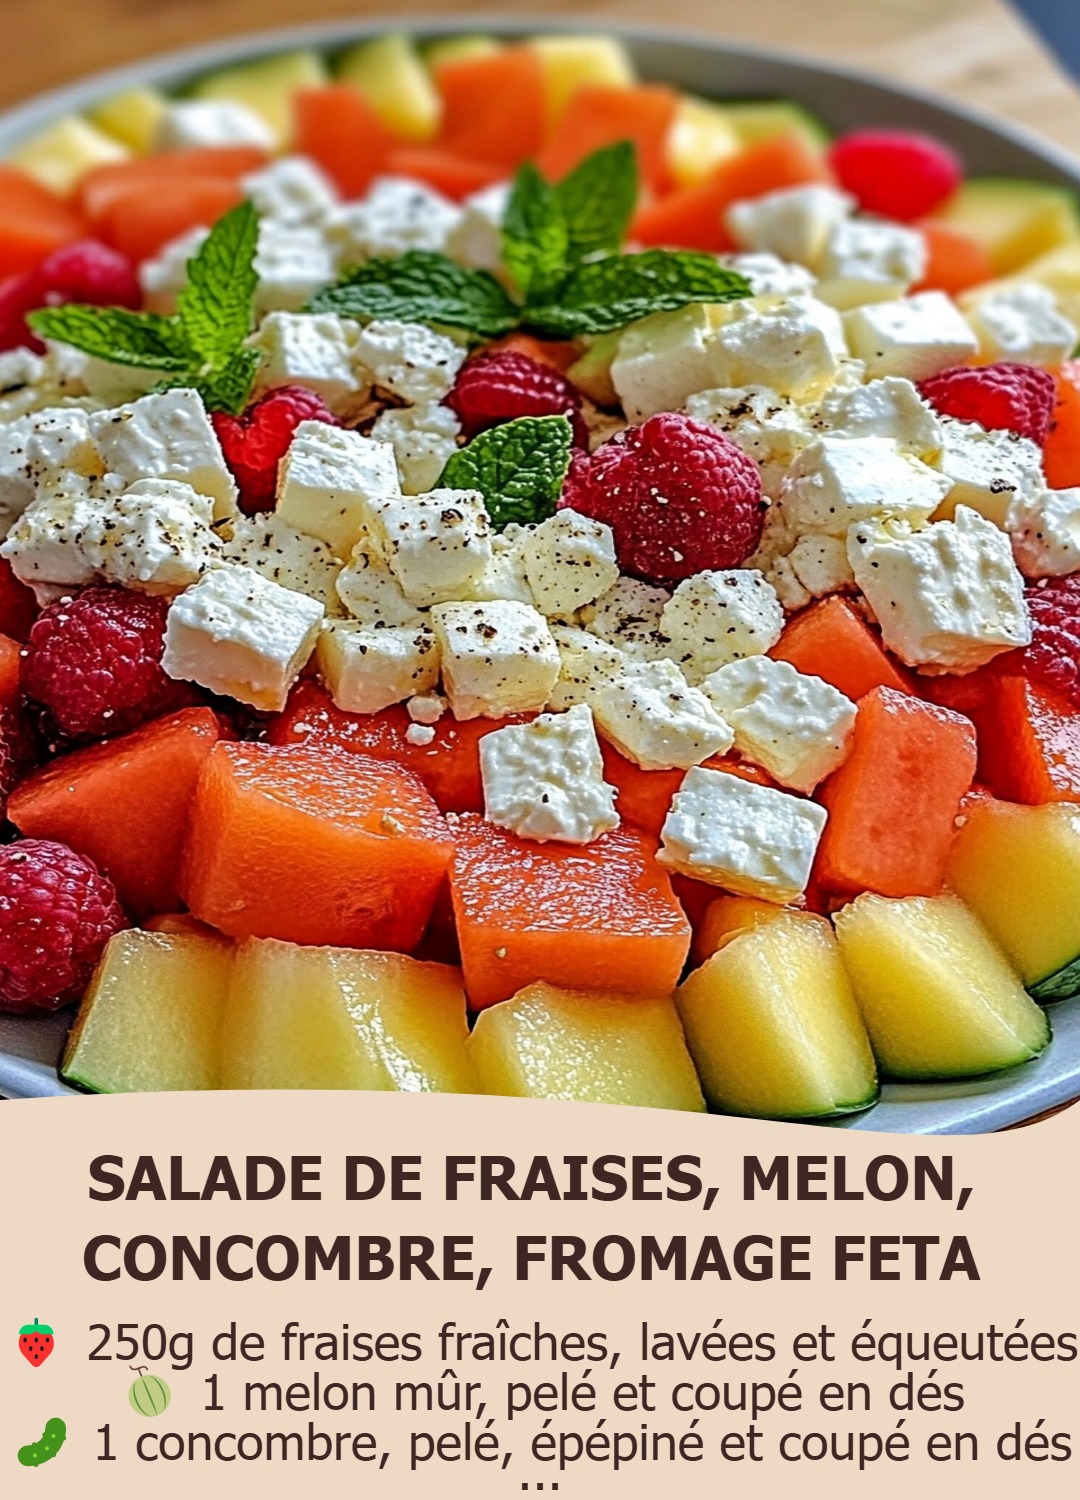 SALADE DE FRAISES, MELON,
CONCOMBRE, FROMAGE FETA
250g de fraises fraîches, lavées et équeutées
1 melon mûr, pelé et coupé en dés
1 concombre, pelé, épépiné et coupé en dés
...